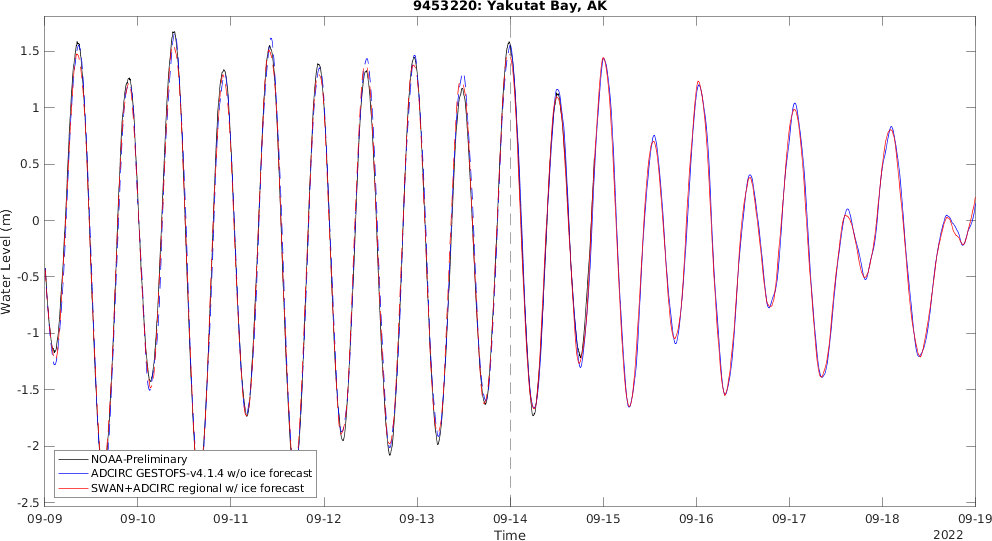 9453220: Yakutat Bay, AK
1.5
1
0.5
0
-0.5
-1
-1.5
-2
-2.5
Water Level (m)
NOAA-Preliminary
ADCIRC GESTOFS-v4.1.4 w/o ice forecast
SWAN+ADCIRC regional w/ ice forecast
09-09 09-10 09-11 09-12 09-13 09-14 09-15 09-16 09-17 09-18 09-19
Time
2022